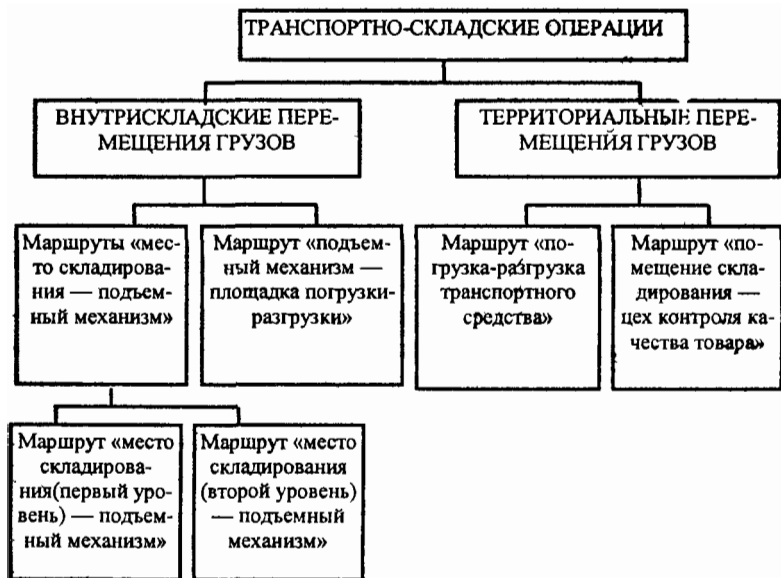 ТРАНСПОРТНО-СКЛАДСКИЕ ОПЕРАЦИИ
ВНУТРИСКЛАДСКИЕ ПЕРЕ-
МЕЩЕНИЯ ГРУЗОВ
ТЕРРИТОРИАЛЬНЫЕ ПЕРЕ-
МЕЩЕНИЯ ГРУЗОВ
Маршруты «мес-
то складирова-
ния — подъем-
ный механизм»
Маршрут «подъем-
ный механизм —
площадка погрузки-
разгрузки»
Маршрут «по-
грузка-разгрузка
транспортного
средства»
Маршрут «по-
мещение скла-
дирования —
цех контроля ка-
чества товара»
Маршрут «место
складирова-
ния(первый уро-
вень) — подъем-
ный механизм»
Маршрут «место
складирования
(второй уровень)
— подъемный
механизм»